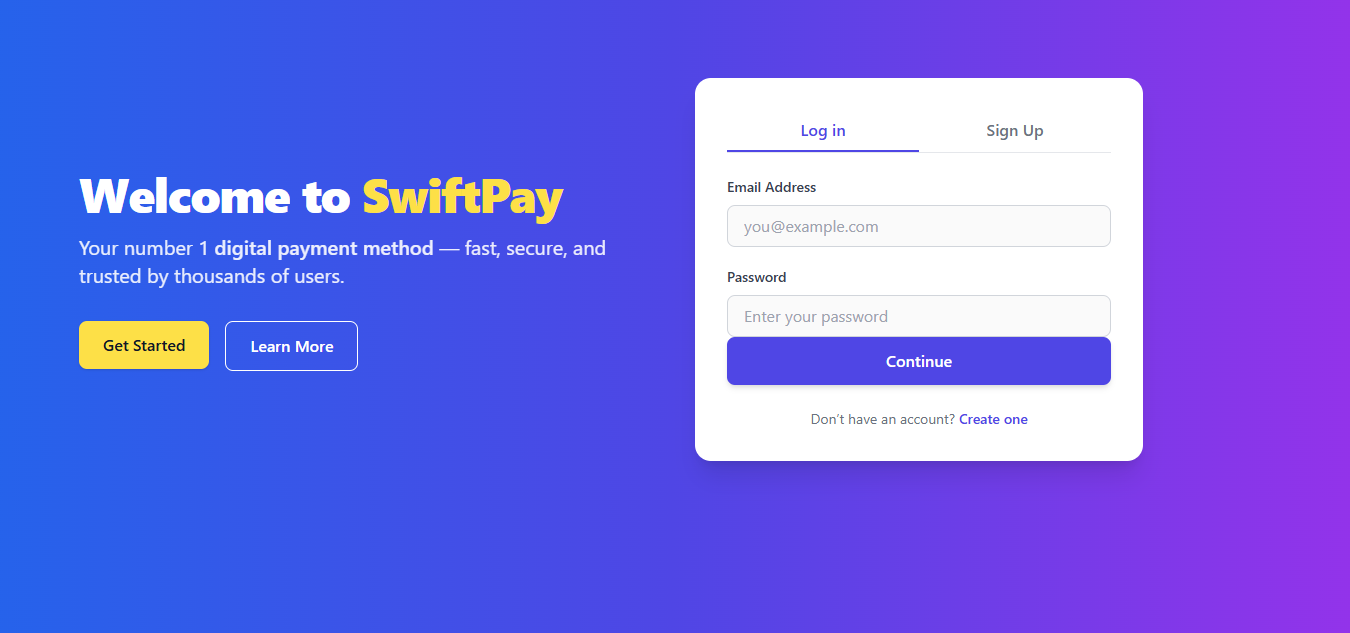 Welcome to SwiftPay
Your number 1 digital payment method — fast, secure, and
trusted by thousands of users.
Get Started
Learn More
Log in
Sign Up
Email Address
you@example.com
Password
Enter your password
Continue
Don’t have an account? Create one